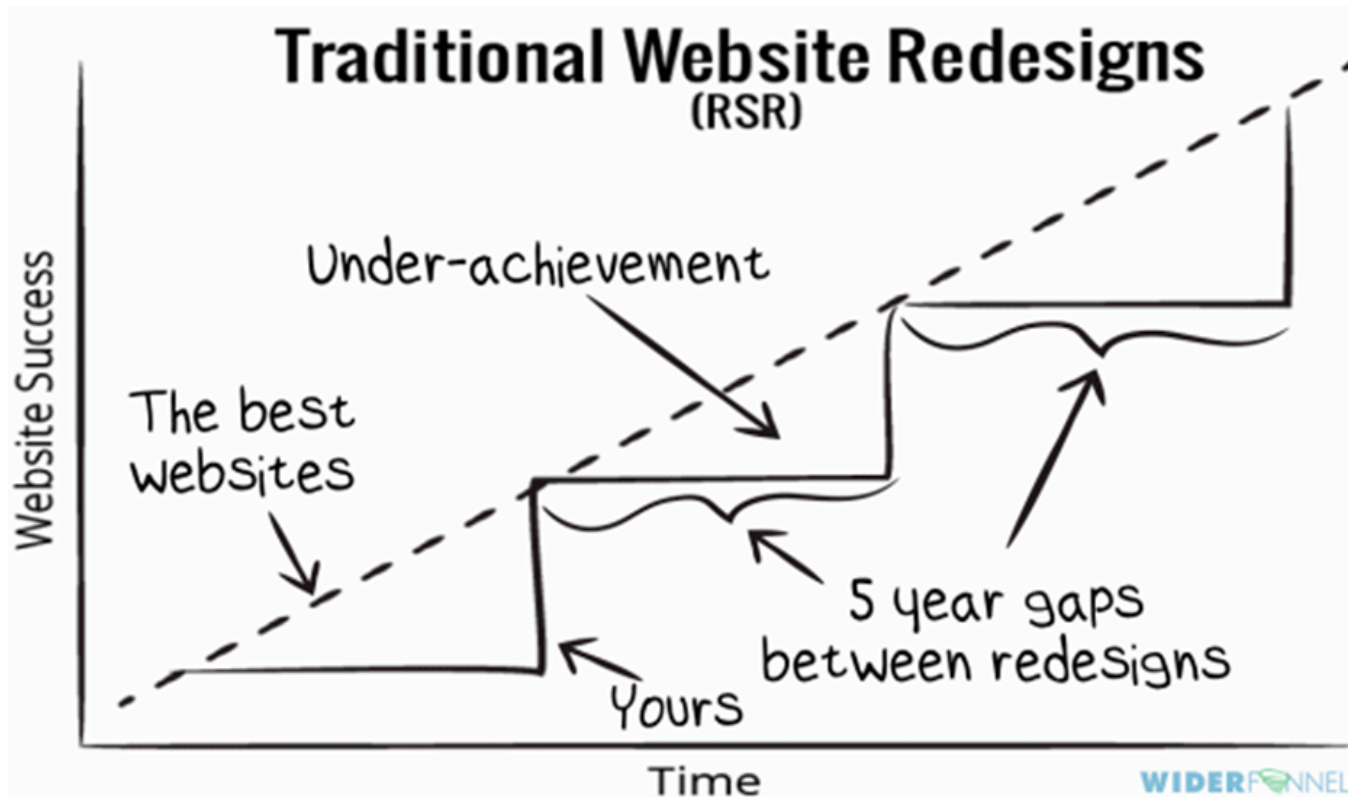 Traditional Website Redesigns
(RSR)
Under-achievement
The best
websites
Website Success
5 year gaps
between redesigns
Yours
Time
WIDERFUNNEL